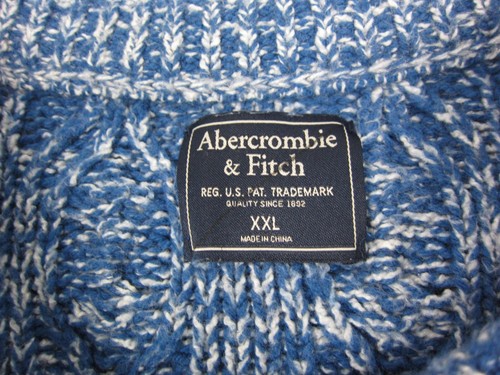 Abercrombie
& Fitch
REG. U.S. PAT. TRADEMARK
QUALITY SINCE 1892
XXL
MADE IN CHINA